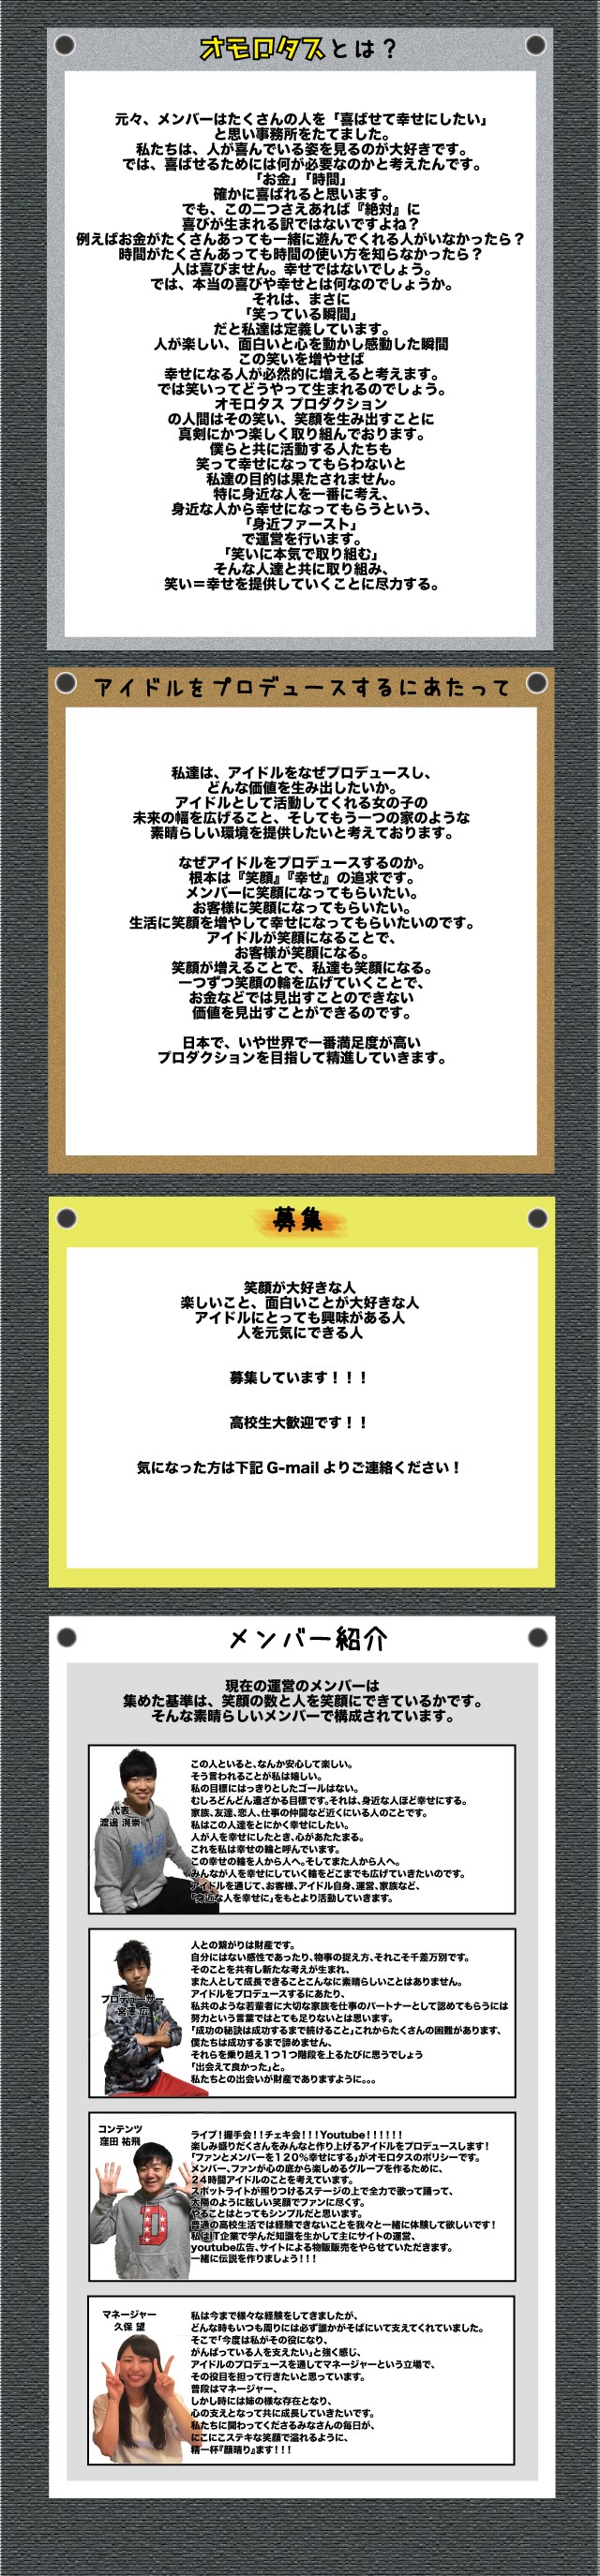 オモロタスとは？
元々、メンバーはたくさんの人を「喜ばせて幸せにしたい」
と思い事務所をたてました。
私たちは、人が喜んでいる姿を見るのが大好きです。
では、喜ばせるためには何が必要なのかと考えたんです。
「お金」「時間」
確かに喜ばれると思います。
でも、この二つさえあれば『絶対』に
喜びが生まれる訳ではないですよね？
例えばお金がたくさんあっても一緒に遊んでくれる人がいなかったら？
時間がたくさんあっても時間の使い方を知らなかったら？
人は喜びません。幸せではないでしょう。
では、本当の喜びや幸せとは何なのでしょうか。
それは、まさに
「笑っている瞬間」
だと私達は定義しています。
人が楽しい、面白いと心を動かし感動した瞬間
この笑いを増やせば
幸せになる人が必然的に増えると考えます。
では笑いってどうやって生まれるのでしょう。
オモロタス プロダクション
の人間はその笑い、笑顔を生み出すことに
真剣にかつ楽しく取り組んでおります。
僕らと共に活動する人たちも
笑って幸せになってもらわないと
私達の目的は果たされません。
特に身近な人を一番に考え、
身近な人から幸せになってもらうという、
「身近ファースト」
で運営を行います。
「笑いに本気で取り組む」
そんな人達と共に取り組み、
笑い＝幸せを提供していくことに尽力する。
アイドルをプロデュースするにあたって
私達は、アイドルをなぜプロデュースし、
どんな価値を生み出したいか。
アイドルとして活動してくれる女の子の
未来の幅を広げること、そしてもう一つの家のような
素晴らしい環境を提供したいと考えております。
なぜアイドルをプロデュースするのか。
根本は『笑顔』『幸せ』の追求です。
メンバーに笑顔になってもらいたい。
お客様に笑顔になってもらいたい。
生活に笑顔を増やして幸せになってもらいたいのです。
アイドルが笑顔になることで、
お客様が笑顔になる。
笑顔が増えることで、私達も笑顔になる。
一つずつ笑顔の輪を広げていくことで、
お金などでは見出すことのできない
価値を見出すことができるのです。
日本で、いや世界で一番満足度が高い
プロダクションを目指して精進していきます。
募集
笑顔が大好きな人
楽しいこと、面白いことが大好きな人
アイドルにとっても興味がある人
人を元気にできる人
募集しています！！！
高校生大歓迎です！！
気になった方は下記 G-mail よりご連絡ください！
メンバー紹介
現在の運営のメンバーは
集めた基準は、笑顔の数と人を笑顔にできているかです。
そんな素晴らしいメンバーで構成されています。
代表
渡邊 滉崇
この人といると、なんか安心して楽しい。
そう言われることが私は嬉しい。
私の目標にはっきりとしたゴールはない。
むしろどんどん遠ざかる目標です。それは、身近な人ほど幸せにする。
家族、友達、恋人、仕事の仲間など近くにいる人のことです。
私はこの人達をとにかく幸せにしたい。
人が人を幸せにしたとき、心があたたまる。
これを私は幸せの輪と呼んでいます。
この幸せの輪を人から人へ。そしてまた人から人へ。
みんなが人を幸せにしていく輪をどこまでも広げていきたいのです。
アイドルを通じて、お客様、アイドル自身、運営、家族など、
「身近な人を幸せに」をもとより活動していきます。
プロデューサー
宮澤 広
人との繋がりは財産です。
自分にはない感性であったり、物事の捉え方、それこそ千差万別です。
そのことを共有し新たな考えが生まれ、
また人として成長できることこんなに素晴らしいことはありません。
アイドルをプロデュースするにあたり、
私共のような若輩者に大切な家族を仕事のパートナーとして認めてもらうには
努力という言葉ではとても足りないとは思います。
「成功の秘訣は成功するまで続けること」これからたくさんの困難があります、
僕たちは成功するまで諦めません、
それらを乗り越え１つ１つ階段を上るたびに思うでしょう
「出会えて良かった」と。
私たちとの出会いが財産でありますように。。。
コンテンツ
窪田 祐飛
ライブ！握手会！！チェキ会！！！Youtube！！！！！！
楽しみ盛りだくさんをみんなと作り上げるアイドルをプロデュースします！
「ファンとメンバーを１２０％幸せにする」がオモロタスのポリシーです。
メンバー、ファンが心の底から楽しめるグループを作るために、
２４時間アイドルのことを考えています。
スポットライトが照りつけるステージの上で全力で歌って踊って、
太陽のように眩しい笑顔でファンに尽くす。
やることはとってもシンプルだと思います。
普通の高校生活では経験できないことを我々と一緒に体験して欲しいです！
私はIT企業で学んだ知識を生かして主にサイトの運営、
youtube広告、サイトによる物販販売をやらせていただきます。
一緒に伝説を作りましょう！！！
マネージャー
久保 望
私は今まで様々な経験をしてきましたが、
どんな時もいつも周りには必ず誰かがそばにいて支えてくれていました。
そこで「今度は私がその役になり、
がんばっている人を支えたい」と強く感じ、
アイドルのプロデュースを通してマネージャーという立場で、
その役目を担って行きたいと思っています。
普段はマネージャー、
しかし時には姉の様な存在となり、
心の支えとなって共に成長していきたいです。
私たちに関わってくださるみなさんの毎日が、
にこにこステキな笑顔で溢れるように、
精一杯『顔晴り』ます！！！